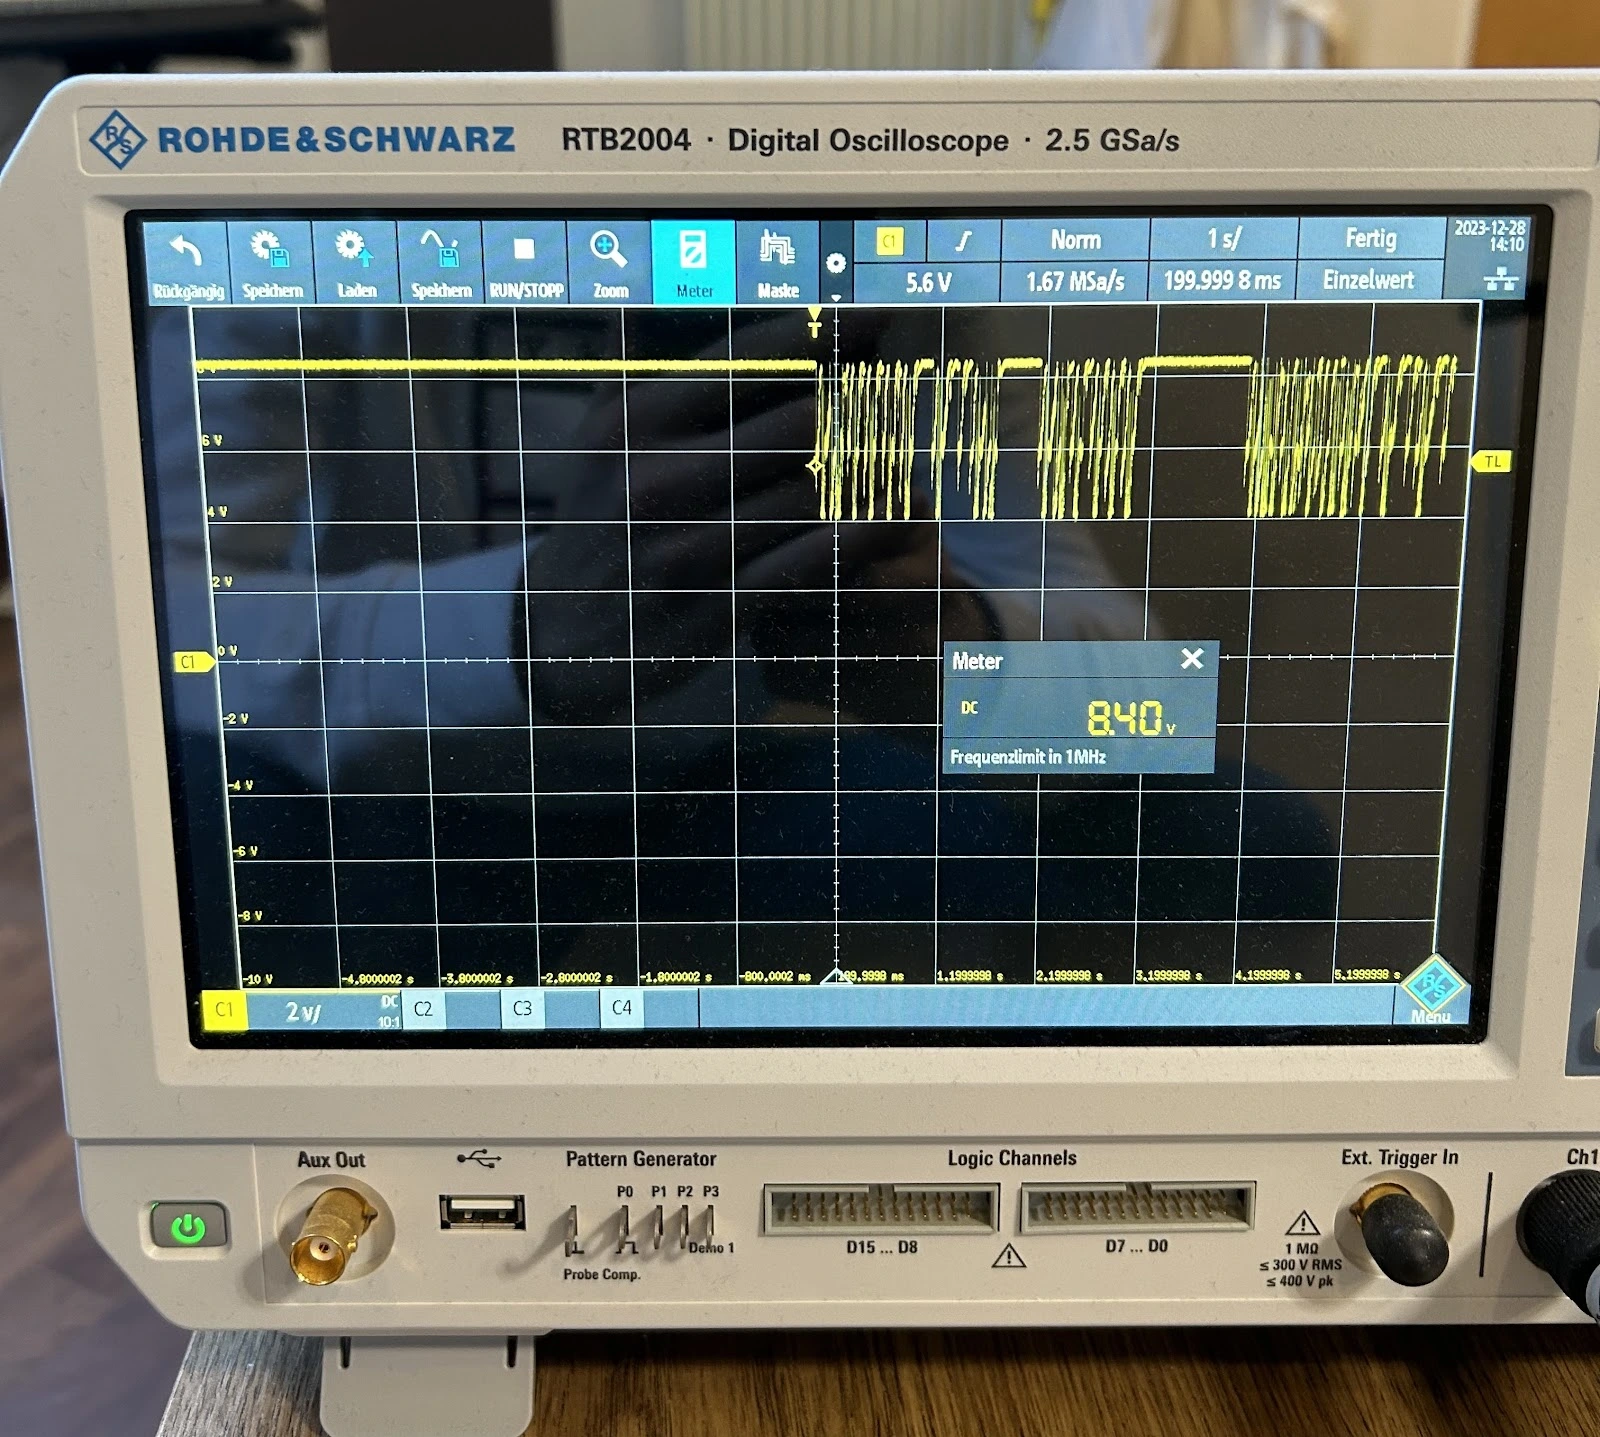 ROHDE&SCHWARZ RTB2004 · Digital Oscilloscope · 2.5 GSa/s
Rückgängig Speichern Laden Speichern RUN/STOPP Zoom Meter Maske
C1 Norm 1 s/ Fertig 2023-12-28
14:10
5.6 V 1.67 MSa/s 199.999 8 ms Einzelwert
T
6 V
TL
4 V
2 V
C1 0 V
Meter
DC 8.40 V
Frequenzlimit in 1MHz
-2 V
-4 V
-6 V
-8 V
-10 V -4.8000002 s -3.8000002 s -2.8000002 s -1.8000002 s -800.0002 ms 1.1999998 s 2.1999998 s 3.1999998 s 4.1999998 s 5.1999998 s
C1 2 V/ DC
10:1
C2 C3 C4
R/S
Menu
Aux Out Pattern Generator Logic Channels Ext. Trigger In Ch1
P0 P1 P2 P3
Demo 1
Probe Comp.
D15 ... D8 D7 ... D0
1 MΩ
≤ 300 V RMS
≤ 400 V pk